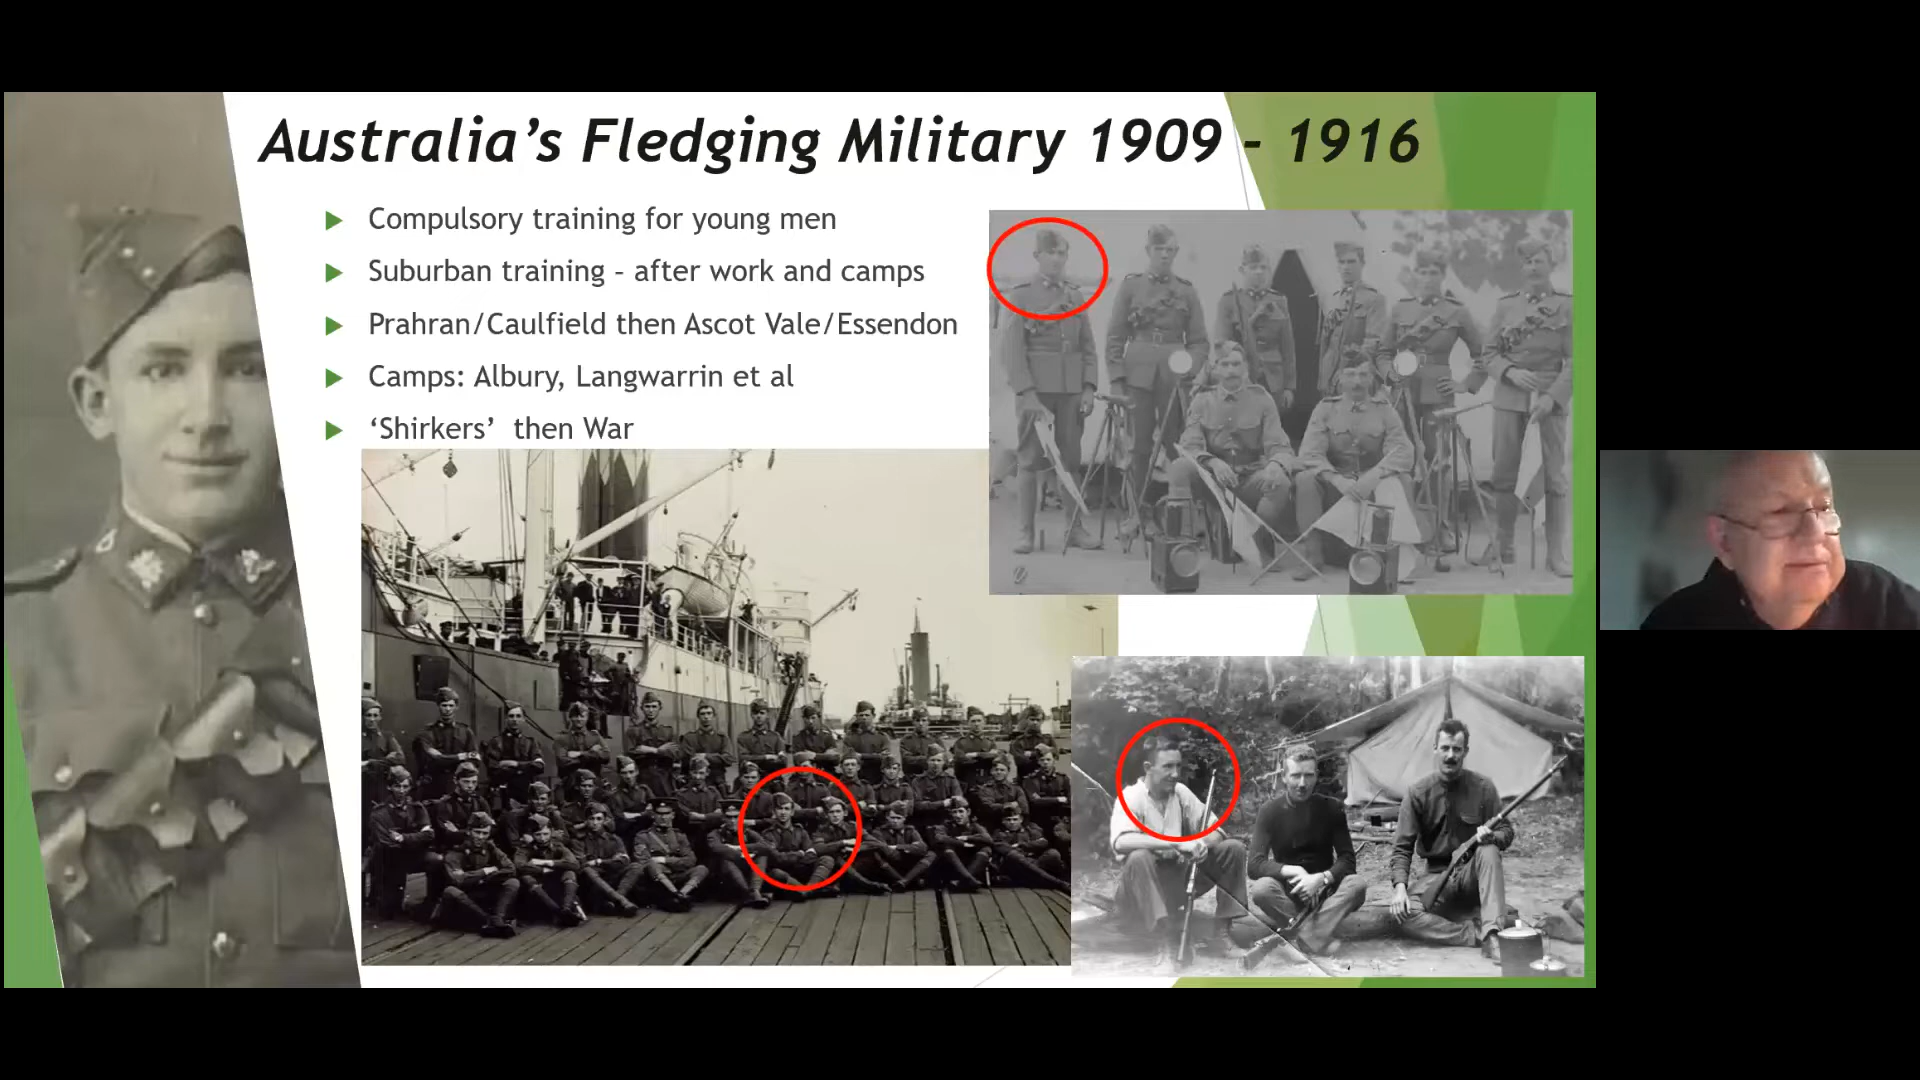 Australia’s Fledging Military 1909 - 1916
Compulsory training for young men
Suburban training – after work and camps
Prahran/Caulfield then Ascot Vale/Essendon
Camps: Albury, Langwarrin et al
‘Shirkers’ then War